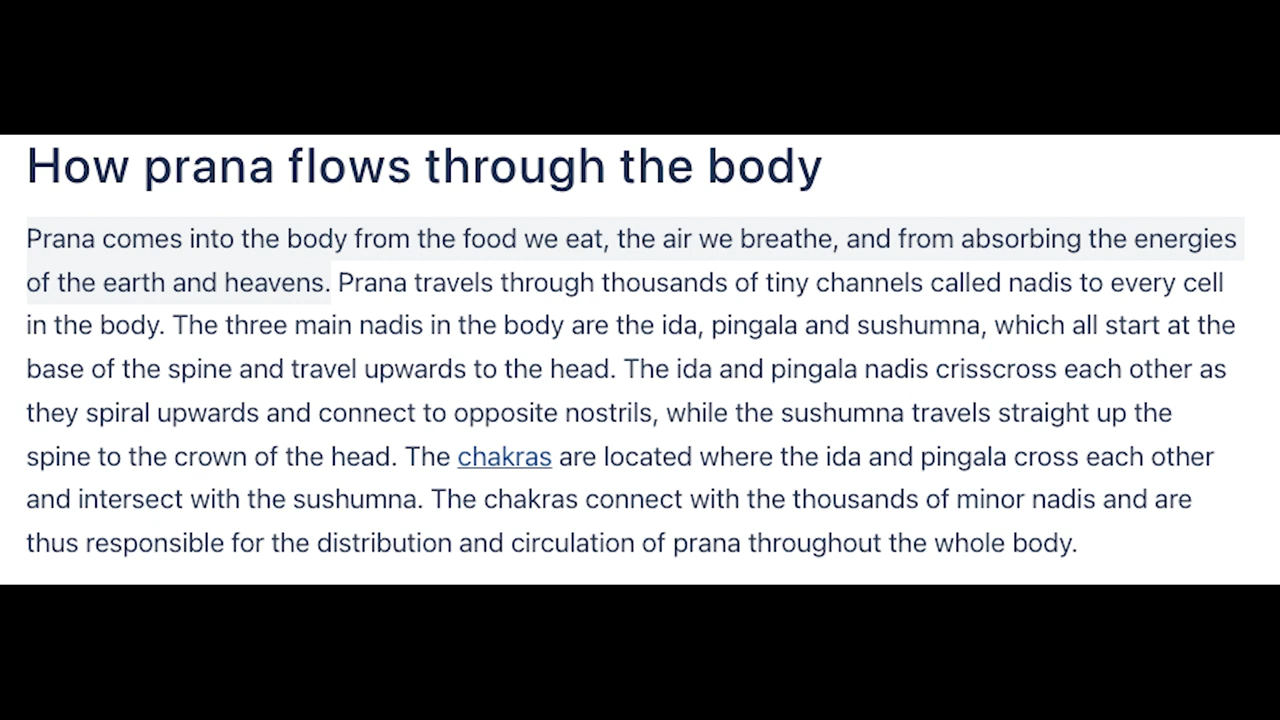 How prana flows through the body
Prana comes into the body from the food we eat, the air we breathe, and from absorbing the energies
of the earth and heavens. Prana travels through thousands of tiny channels called nadis to every cell
in the body. The three main nadis in the body are the ida, pingala and sushumna, which all start at the
base of the spine and travel upwards to the head. The ida and pingala nadis crisscross each other as
they spiral upwards and connect to opposite nostrils, while the sushumna travels straight up the
spine to the crown of the head. The chakras are located where the ida and pingala cross each other
and intersect with the sushumna. The chakras connect with the thousands of minor nadis and are
thus responsible for the distribution and circulation of prana throughout the whole body.